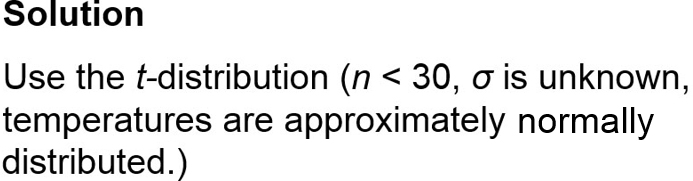 Solution
Use the t-distribution (n < 30, σ is unknown,
temperatures are approximately normally
distributed.)